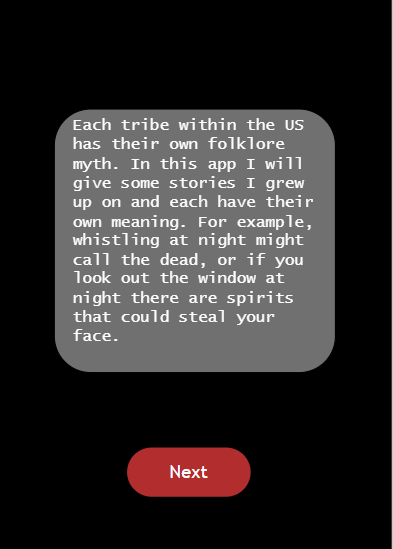 Each tribe within the US
has their own folklore
myth. In this app I will
give some stories I grew
up on and each have their
own meaning. For example,
whistling at night might
call the dead, or if you
look out the window at
night there are spirits
that could steal your
face.
Next